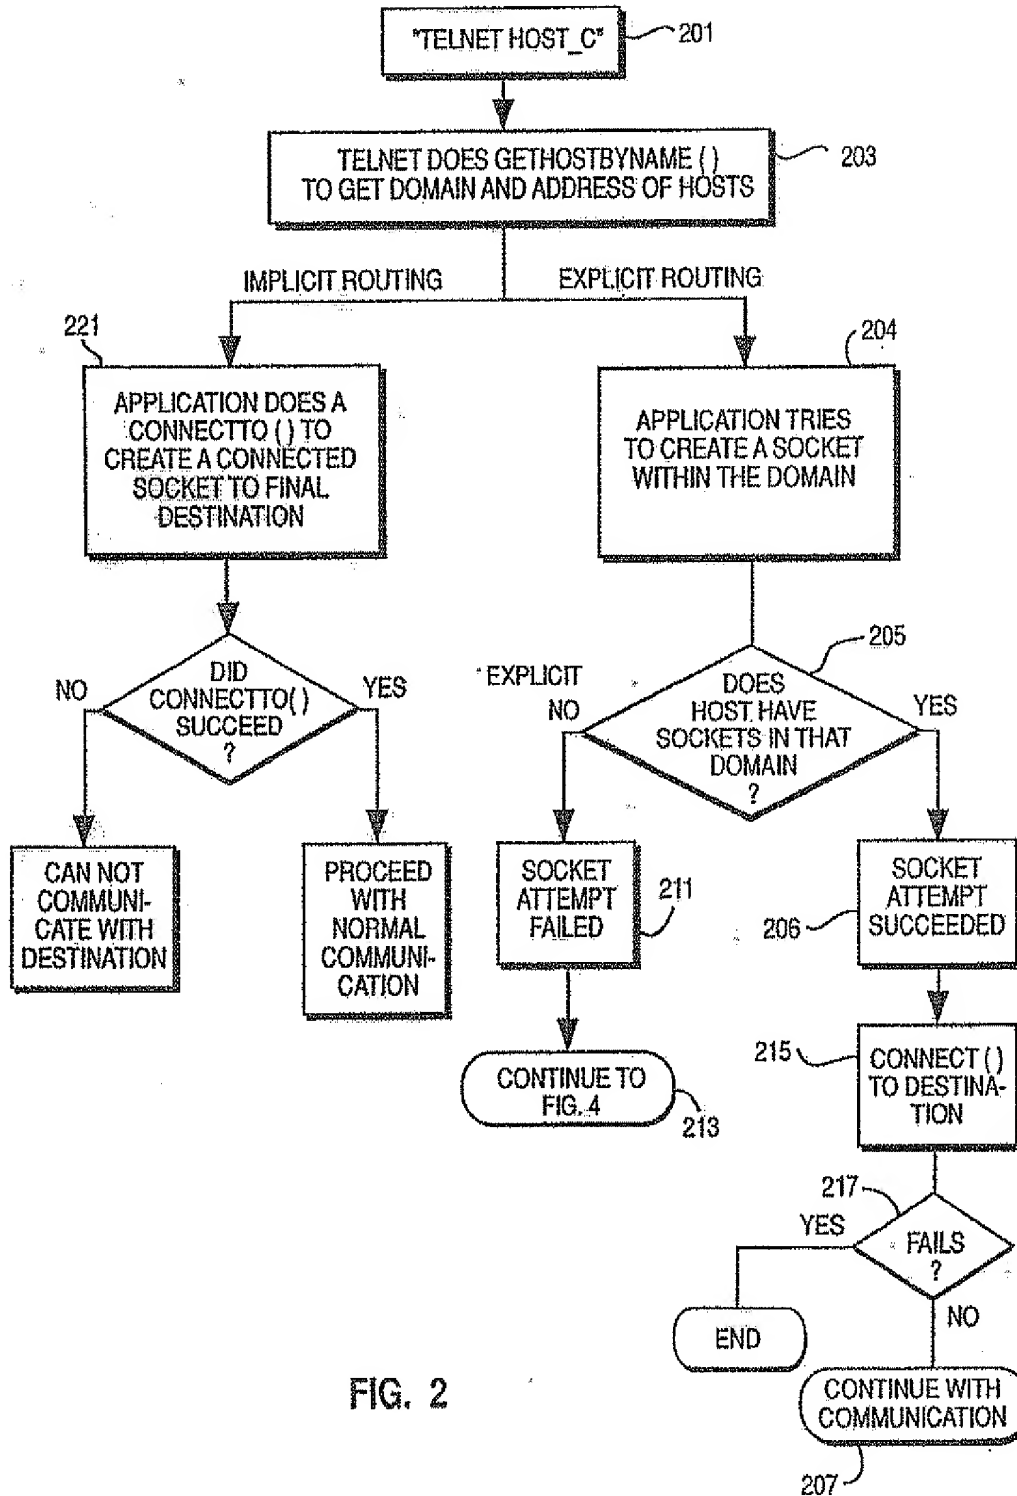 "TELNET HOST_C"
201
TELNET DOES GETHOSTBYNAME ( )
TO GET DOMAIN AND ADDRESS OF HOSTS
203
IMPLICIT ROUTING
EXPLICIT ROUTING
221
APPLICATION DOES A
CONNECTTO ( ) TO
CREATE A CONNECTED
SOCKET TO FINAL
DESTINATION
204
APPLICATION TRIES
TO CREATE A SOCKET
WITHIN THE DOMAIN
DID
CONNECTTO( )
SUCCEED
?
NO
YES
205
EXPLICIT
NO
DOES
HOST HAVE
SOCKETS IN THAT
DOMAIN
?
YES
CAN NOT
COMMUNI-
CATE WITH
DESTINATION
PROCEED
WITH
NORMAL
COMMUNI-
CATION
SOCKET
ATTEMPT
FAILED
211
SOCKET
ATTEMPT
SUCCEEDED
206
CONTINUE TO
FIG. 4
213
215
CONNECT ( )
TO DESTINA-
TION
217
YES
FAILS
?
NO
END
CONTINUE WITH
COMMUNICATION
207
FIG. 2